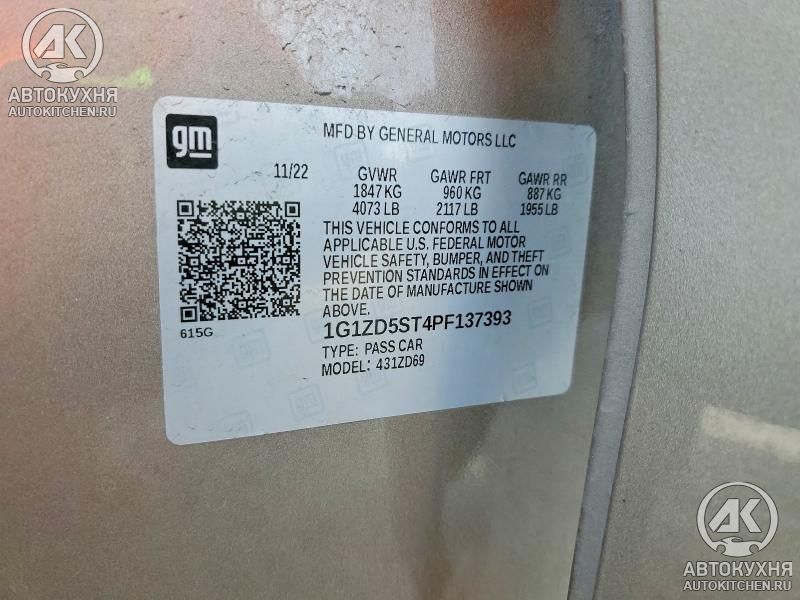 АК
АВТОКУХНЯ
AUTOKITCHEN.RU
gm
MFD BY GENERAL MOTORS LLC
11/22 GVWR GAWR FRT GAWR RR
1847 KG 960 KG 887 KG
4073 LB 2117 LB 1955 LB
THIS VEHICLE CONFORMS TO ALL
APPLICABLE U.S. FEDERAL MOTOR
VEHICLE SAFETY, BUMPER, AND THEFT
PREVENTION STANDARDS IN EFFECT ON
THE DATE OF MANUFACTURE SHOWN
ABOVE.
615G
1G1ZD5ST4PF137393
TYPE: PASS CAR
MODEL: 431ZD69
АК
АВТОКУХНЯ
AUTOKITCHEN.RU